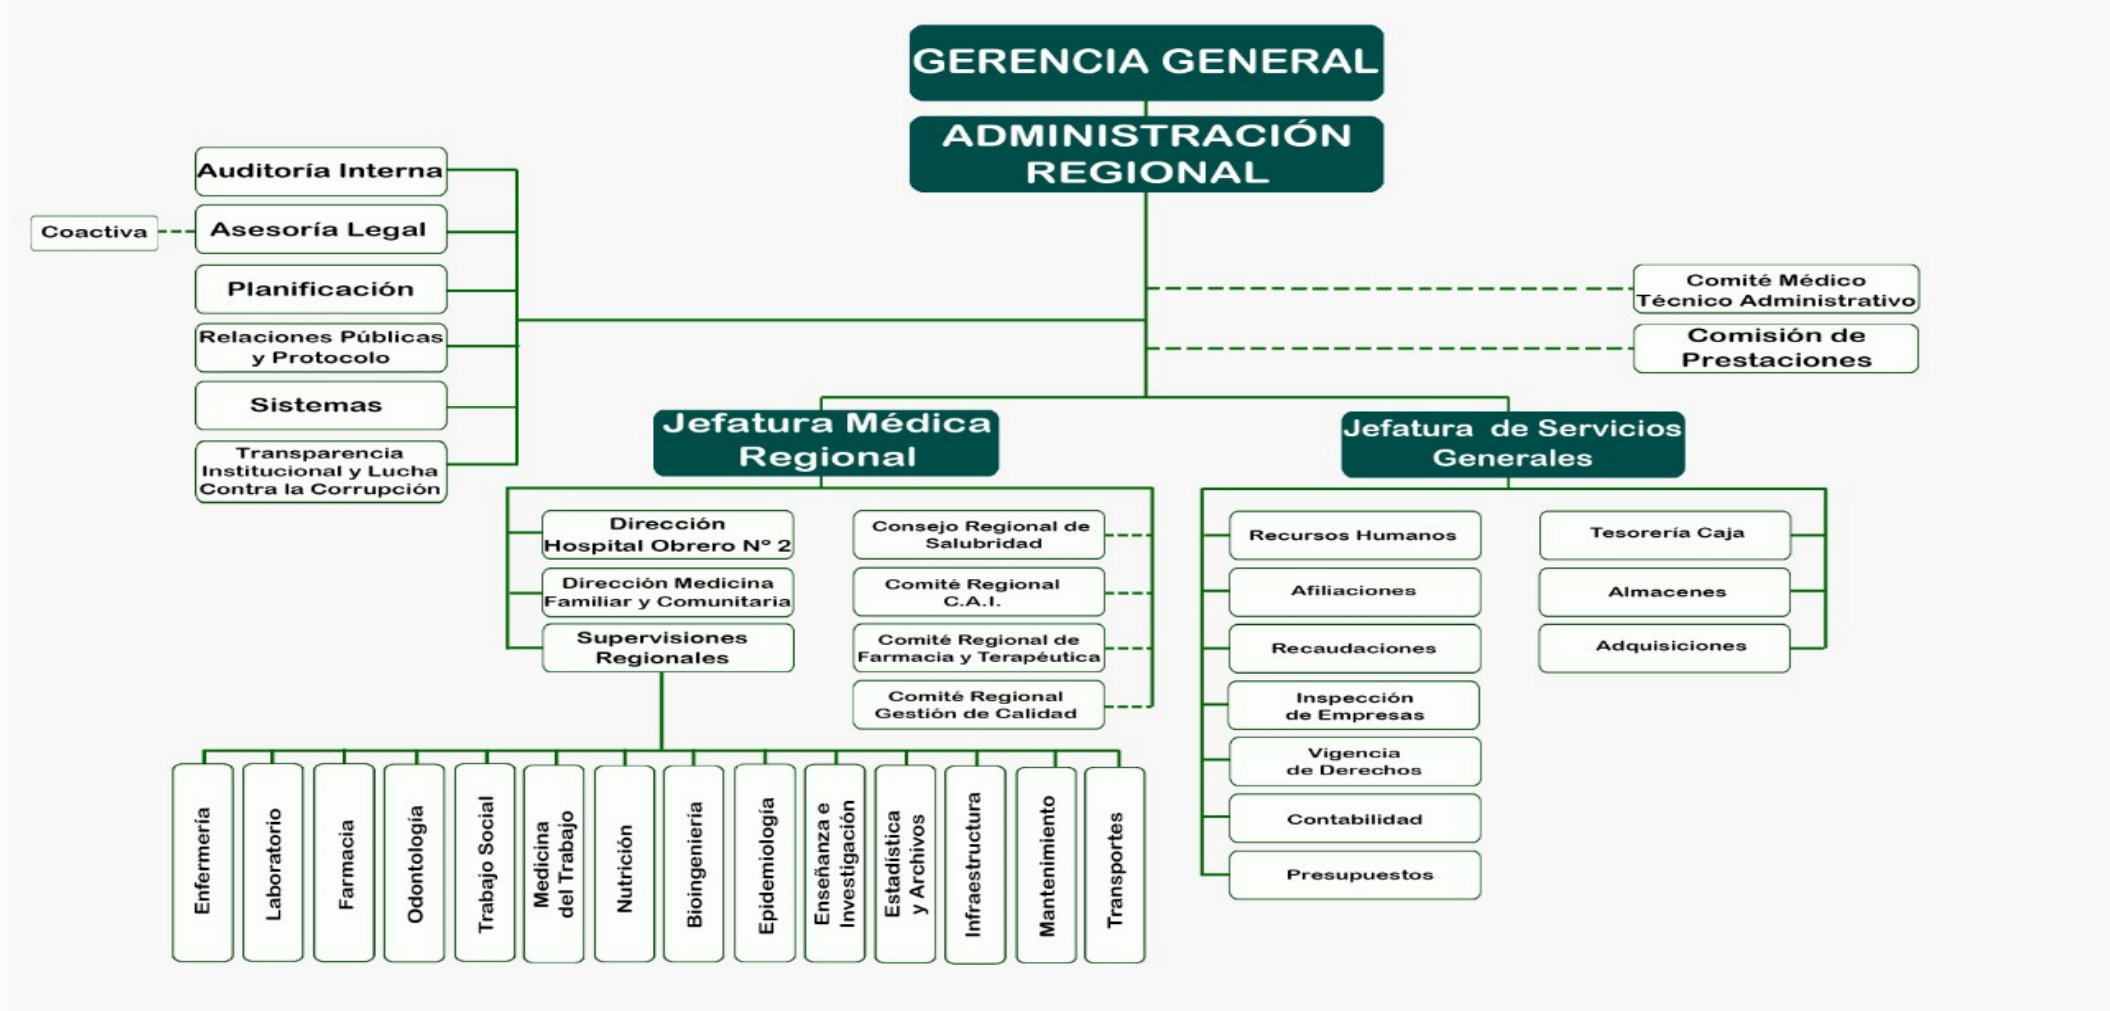 GERENCIA GENERAL
ADMINISTRACIÓN
REGIONAL
Auditoría Interna
Coactiva
Asesoría Legal
Planificación
Relaciones Públicas
y Protocolo
Sistemas
Transparencia
Institucional y Lucha
Contra la Corrupción
Comité Médico
Técnico Administrativo
Comisión de
Prestaciones
Jefatura Médica
Regional
Jefatura de Servicios
Generales
Dirección
Hospital Obrero Nº 2
Dirección Medicina
Familiar y Comunitaria
Supervisiones
Regionales
Consejo Regional de
Salubridad
Comité Regional
C.A.I.
Comité Regional de
Farmacia y Terapéutica
Comité Regional
Gestión de Calidad
Recursos Humanos
Afiliaciones
Recaudaciones
Inspección
de Empresas
Vigencia
de Derechos
Contabilidad
Presupuestos
Tesorería Caja
Almacenes
Adquisiciones
Enfermería
Laboratorio
Farmacia
Odontología
Trabajo Social
Medicina
del Trabajo
Nutrición
Bioingeniería
Epidemiología
Enseñanza e
Investigación
Estadística
y Archivos
Infraestructura
Mantenimiento
Transportes